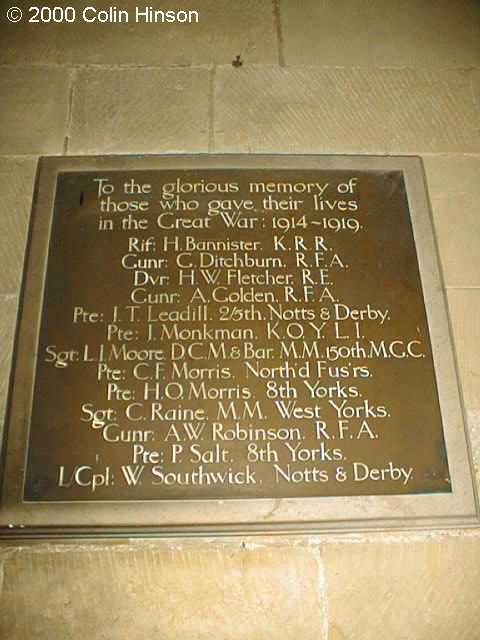 © 2000 Colin Hinson
To the glorious memory of
those who gave their lives
in the Great War: 1914~1919.
Rif: H. Bannister. K.R.R.
Gunr: G. Ditchburn. R.F.A.
Dvr: H.W. Fletcher. R.E.
Gunr: A. Golden. R.F.A.
Pte: J.T. Leadill. 2/5th. Notts & Derby.
Pte: J. Monkman. K.O.Y.L.I.
Sgt: L.J. Moore. D.C.M & Bar. M.M. 150th. M.G.C.
Pte: C.F. Morris. North'd Fus'rs.
Pte: H.O. Morris. 8th Yorks.
Sgt: C. Raine. M.M. West Yorks.
Gunr: A.W. Robinson. R.F.A.
Pte: P. Salt. 8th Yorks.
L/Cpl: W. Southwick. Notts & Derby.